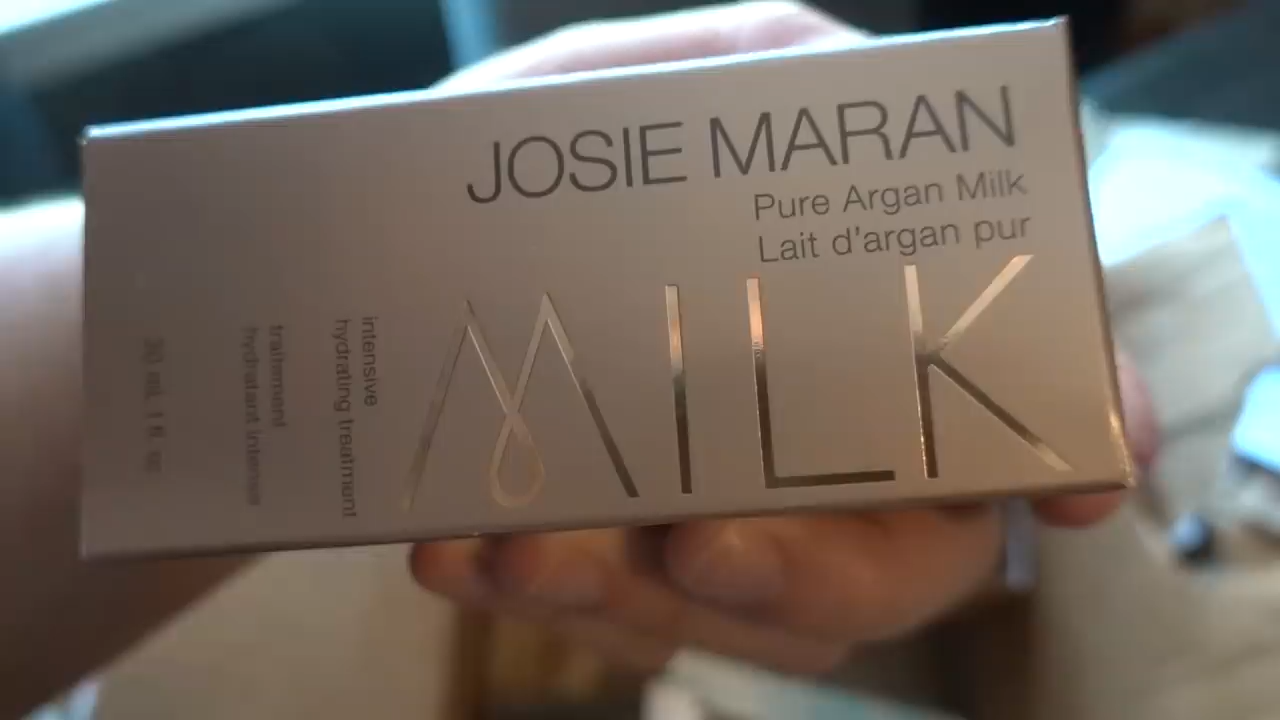 JOSIE MARAN
Pure Argan Milk
Lait d'argan pur
MILK
intensive
hydrating treatment
traitement
hydratant intense
30 mL 1 fl oz